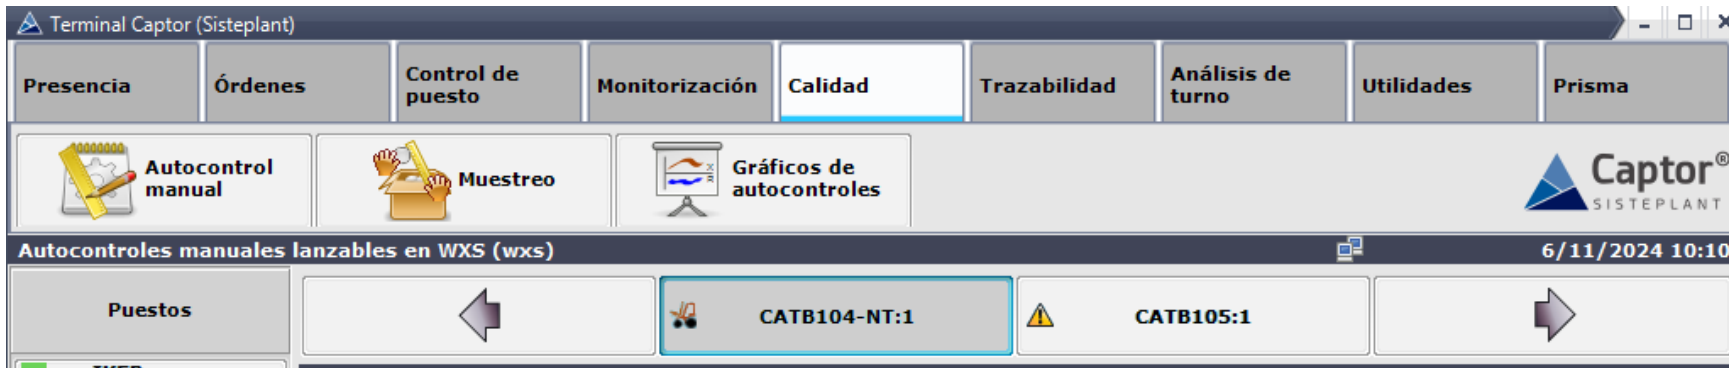 Terminal Captor (Sisteplant)
Presencia
Órdenes
Control de
puesto
Monitorización
Calidad
Trazabilidad
Análisis de
turno
Utilidades
Prisma
Autocontrol
manual
Muestreo
Gráficos de
autocontroles
Captor®
SISTEPLANT
Autocontroles manuales lanzables en WXS (wxs)
6/11/2024 10:10
Puestos
CATB104-NT:1
CATB105:1